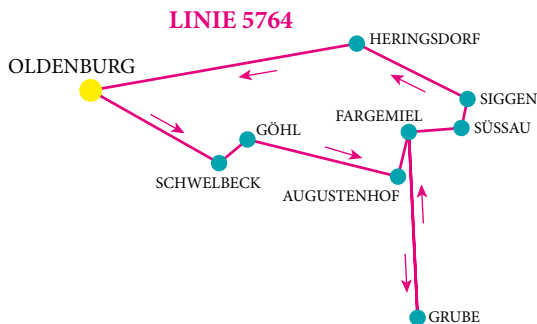 LINIE 5764
HERINGSDORF
OLDENBURG
SIGGEN
FARGEMIEL
SÜSSAU
GÖHL
SCHWELBECK
AUGUSTENHOF
GRUBE